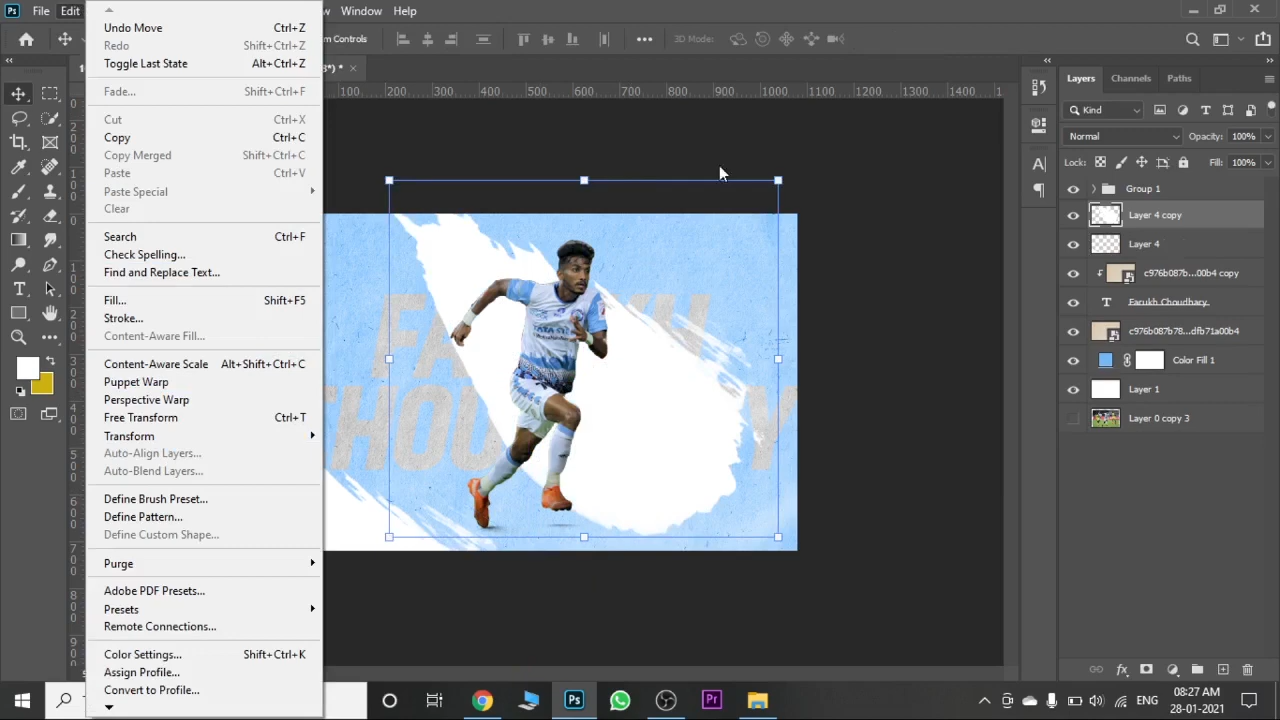 Ps File Edit Window Help
Controls 3D Mode:
Undo Move Ctrl+Z
Redo Shift+Ctrl+Z
Toggle Last State Alt+Ctrl+Z
Fade... Shift+Ctrl+F
Cut Ctrl+X
Copy Ctrl+C
Copy Merged Shift+Ctrl+C
Paste Ctrl+V
Paste Special
Clear
Search Ctrl+F
Check Spelling...
Find and Replace Text...
Fill... Shift+F5
Stroke...
Content-Aware Fill...
Content-Aware Scale Alt+Shift+Ctrl+C
Puppet Warp
Perspective Warp
Free Transform Ctrl+T
Transform
Auto-Align Layers...
Auto-Blend Layers...
Define Brush Preset...
Define Pattern...
Define Custom Shape...
Purge
Adobe PDF Presets...
Presets
Remote Connections...
Color Settings... Shift+Ctrl+K
Assign Profile...
Convert to Profile...
100 200 300 400 500 600 700 800 900 1000 1100 1200 1300 1400
TATA
Layers Channels Paths
Kind
Normal Opacity: 100%
Lock: Fill: 100%
Group 1
Layer 4 copy
Layer 4
c976b087b...00b4 copy
T Farukh Choudhary
c976b087b78...dfb71a00b4
Color Fill 1
Layer 1
Layer 0 copy 3
Ps Pr ENG 08:27 AM
28-01-2021